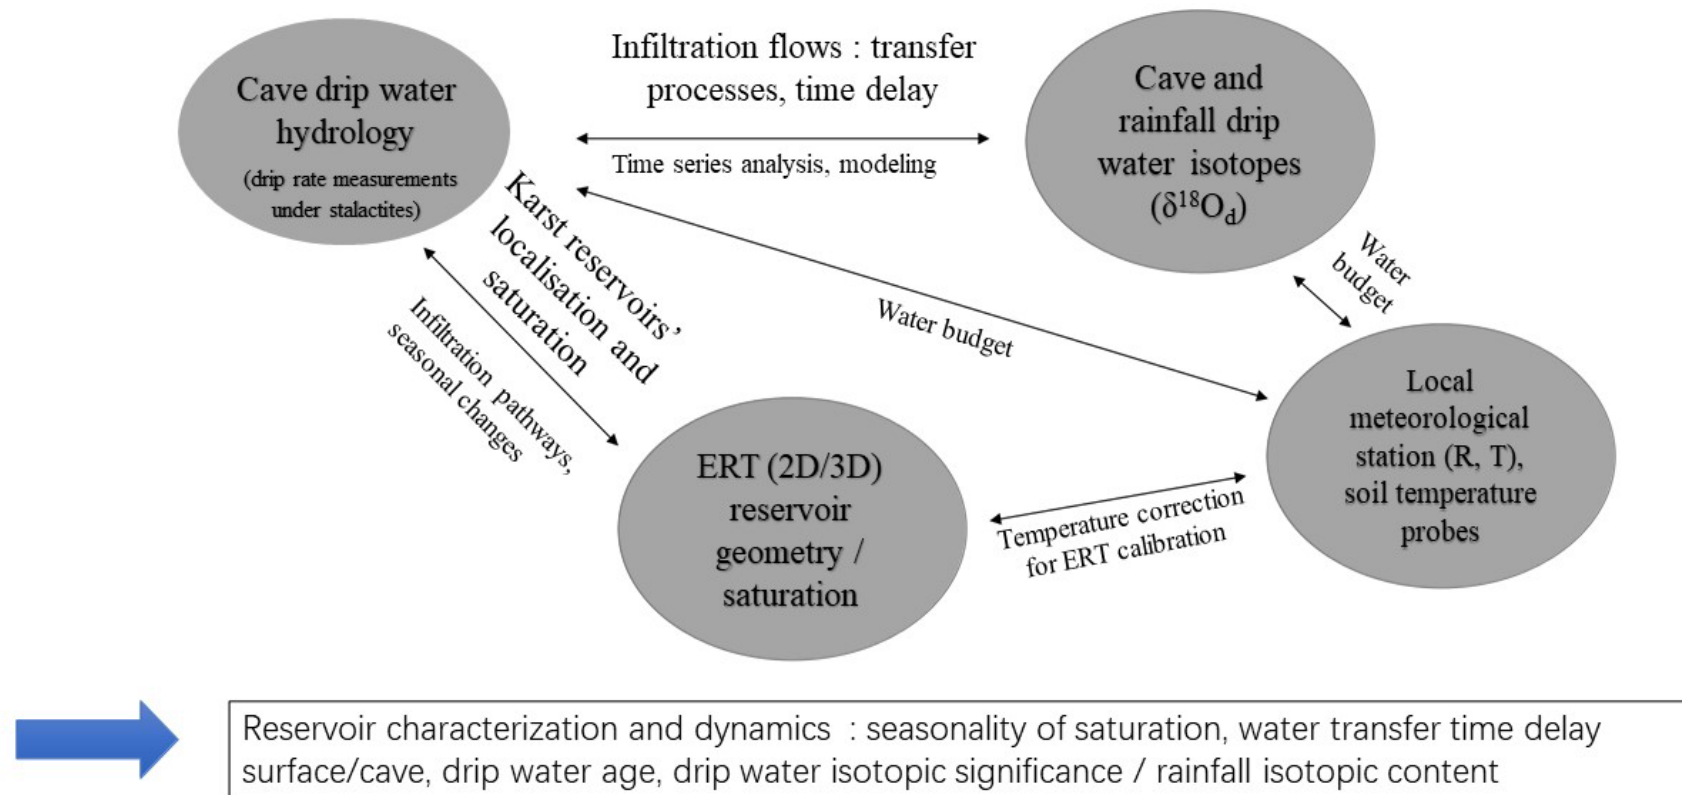 Cave drip water
hydrology
(drip rate measurements
under stalactites)
Infiltration flows : transfer
processes, time delay
Time series analysis, modeling
Cave and
rainfall drip
water isotopes
(δ¹⁸O_d)
Karst reservoirs’
localisation and
saturation
Infiltration pathways,
seasonal changes
Water budget
Water
budget
Local
meteorological
station (R, T),
soil temperature
probes
ERT (2D/3D)
reservoir
geometry /
saturation
Temperature correction
for ERT calibration
Reservoir characterization and dynamics : seasonality of saturation, water transfer time delay
surface/cave, drip water age, drip water isotopic significance / rainfall isotopic content